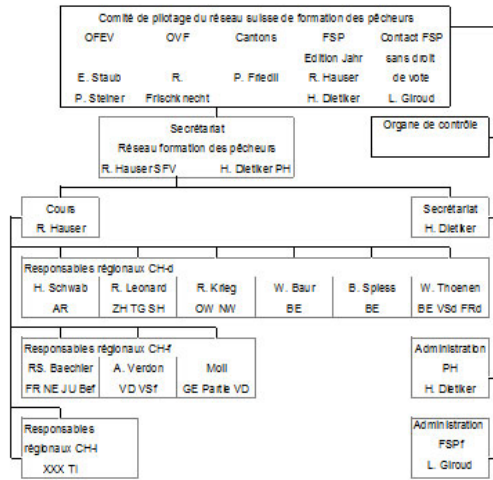 Comité de pilotage du réseau suisse de formation des pêcheurs
OFEV OVF Cantons FSP Contact FSP
Edition Jahr sans droit
E. Staub R. P. Friedli R. Hauser de vote
P. Steiner Frischknecht H. Dietiker L. Giroud
Secrétariat
Réseau formation des pêcheurs
R. Hauser SFV H. Dietiker PH
Organe de contrôle
Cours
R. Hauser
Secrétariat
H. Dietiker
Responsables régionaux CH-d
H. Schwab R. Leonard R. Krieg W. Baur B. Spiess W. Thoenen
AR ZH TG SH OW NW BE BE BE VSd FRd
Responsables régionaux CH-f
RS. Baechler A. Verdon Moll
FR NE JU Bef VD VSf GE Partie VD
Administration
PH
H. Dietiker
Responsables
régionaux CH-I
XXX TI
Administration
FSPf
L. Giroud